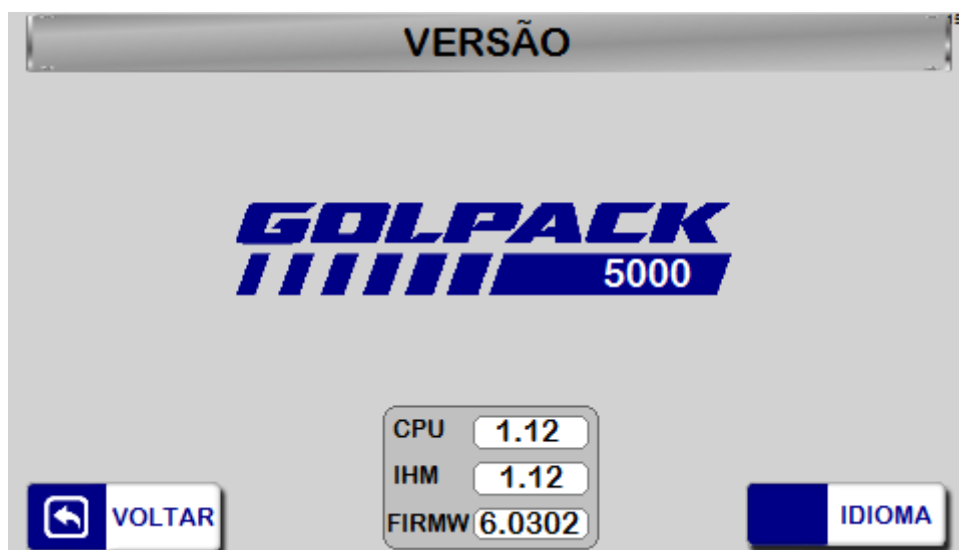 VERSÃO
GOLPACK
5000
CPU 1.12
IHM 1.12
FIRMW 6.0302
VOLTAR
IDIOMA